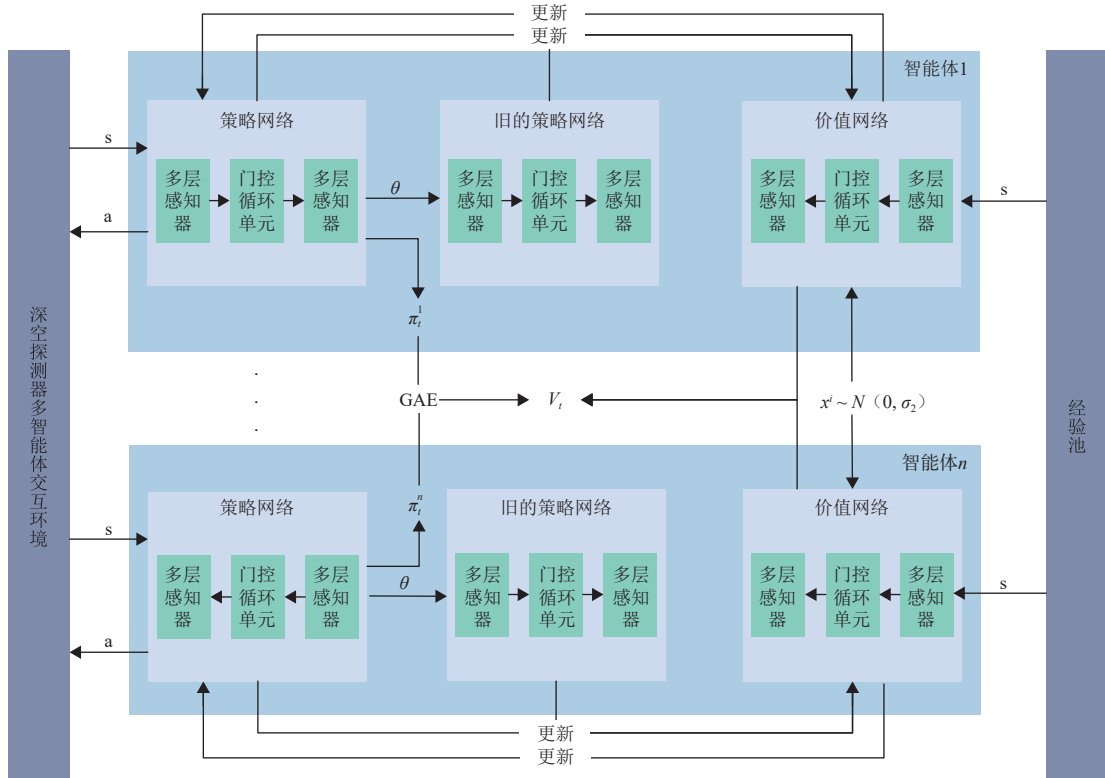 更新
更新
智能体1
策略网络
旧的策略网络
价值网络
s
a
多层
感知
器
门控
循环
单元
多层
感知
器
θ
多层
感知
器
门控
循环
单元
多层
感知
器
多层
感知
器
门控
循环
单元
多层
感知
器
s
π_t^1
深空探测器多智能体交互环境
.
.
.
GAE
V_t
x^i ~ N（0, σ_2）
经验池
智能体n
策略网络
π_t^n
旧的策略网络
价值网络
s
a
多层
感知
器
门控
循环
单元
多层
感知
器
θ
多层
感知
器
门控
循环
单元
多层
感知
器
多层
感知
器
门控
循环
单元
多层
感知
器
s
更新
更新